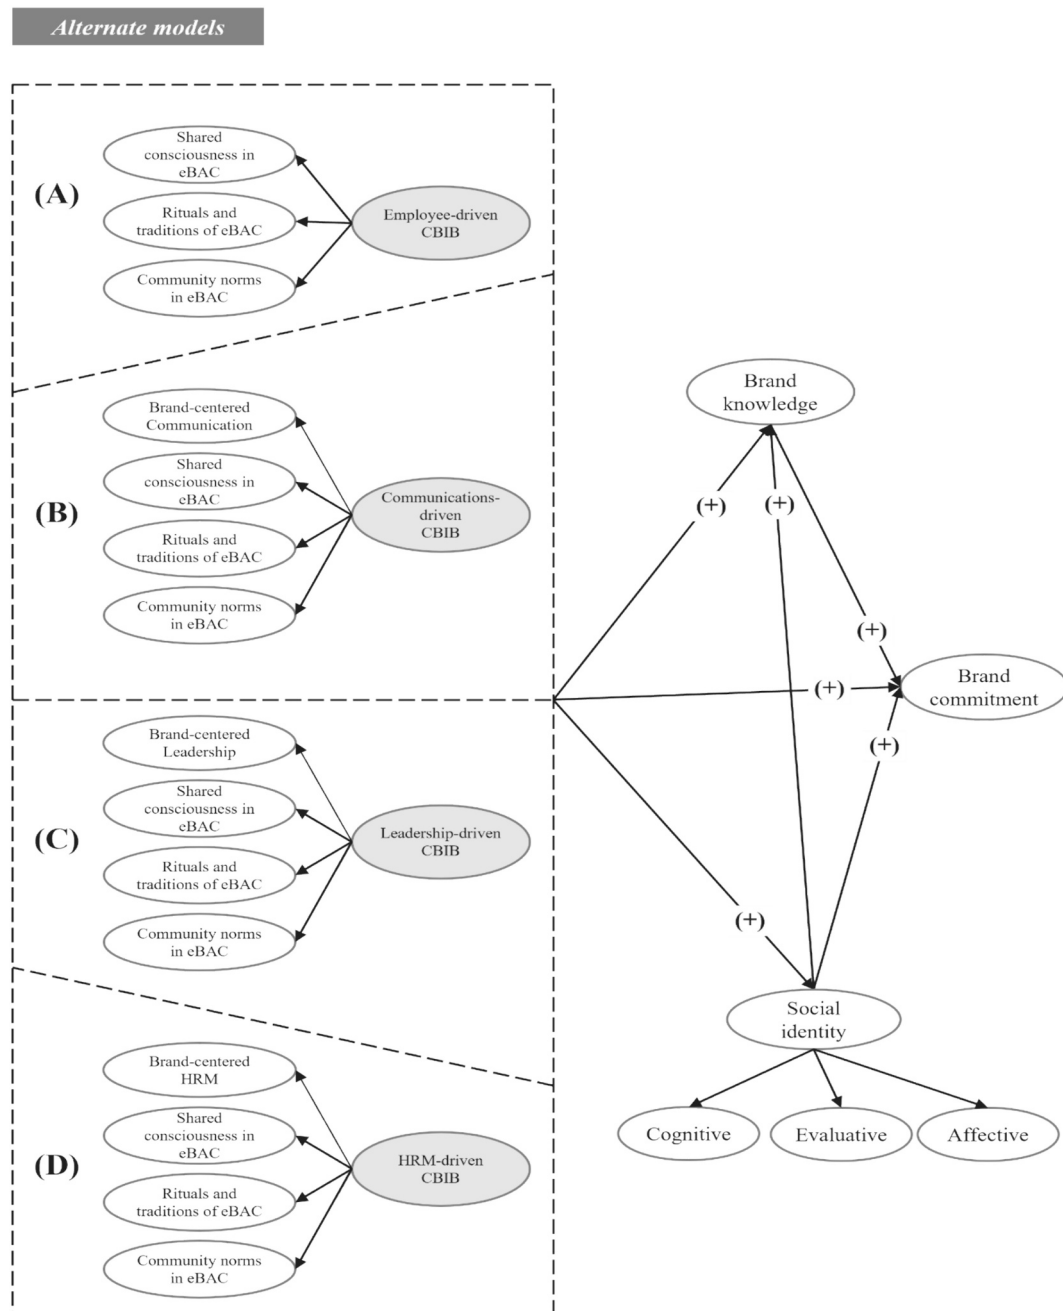 Alternate models
(A)
Shared
consciousness in
eBAC
Rituals and
traditions of eBAC
Community norms
in eBAC
Employee-driven
CBIB
(B)
Brand-centered
Communication
Shared
consciousness in
eBAC
Rituals and
traditions of eBAC
Community norms
in eBAC
Communications-
driven
CBIB
(C)
Brand-centered
Leadership
Shared
consciousness in
eBAC
Rituals and
traditions of eBAC
Community norms
in eBAC
Leadership-driven
CBIB
(D)
Brand-centered
HRM
Shared
consciousness in
eBAC
Rituals and
traditions of eBAC
Community norms
in eBAC
HRM-driven
CBIB
Brand
knowledge
(+)
(+)
(+)
(+)
(+)
(+)
Brand
commitment
Social
identity
Cognitive
Evaluative
Affective